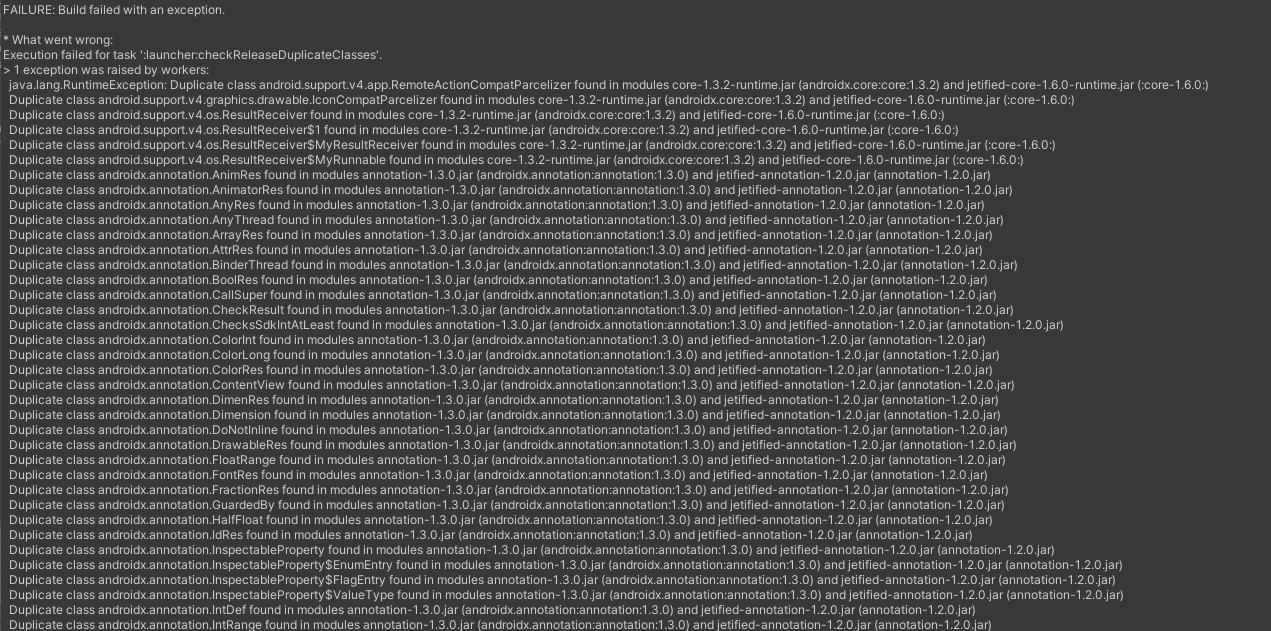 FAILURE: Build failed with an exception.
* What went wrong:
Execution failed for task ':launcher:checkReleaseDuplicateClasses'.
> 1 exception was raised by workers:
java.lang.RuntimeException: Duplicate class android.support.v4.app.RemoteActionCompatParcelizer found in modules core-1.3.2-runtime.jar (androidx.core:core:1.3.2) and jetified-core-1.6.0-runtime.jar (:core-1.6.0:)
Duplicate class android.support.v4.graphics.drawable.IconCompatParcelizer found in modules core-1.3.2-runtime.jar (androidx.core:core:1.3.2) and jetified-core-1.6.0-runtime.jar (:core-1.6.0:)
Duplicate class android.support.v4.os.ResultReceiver found in modules core-1.3.2-runtime.jar (androidx.core:core:1.3.2) and jetified-core-1.6.0-runtime.jar (:core-1.6.0:)
Duplicate class android.support.v4.os.ResultReceiver$1 found in modules core-1.3.2-runtime.jar (androidx.core:core:1.3.2) and jetified-core-1.6.0-runtime.jar (:core-1.6.0:)
Duplicate class android.support.v4.os.ResultReceiver$MyResultReceiver found in modules core-1.3.2-runtime.jar (androidx.core:core:1.3.2) and jetified-core-1.6.0-runtime.jar (:core-1.6.0:)
Duplicate class android.support.v4.os.ResultReceiver$MyRunnable found in modules core-1.3.2-runtime.jar (androidx.core:core:1.3.2) and jetified-core-1.6.0-runtime.jar (:core-1.6.0:)
Duplicate class androidx.annotation.AnimRes found in modules annotation-1.3.0.jar (androidx.annotation:annotation:1.3.0) and jetified-annotation-1.2.0.jar (annotation-1.2.0.jar)
Duplicate class androidx.annotation.AnimatorRes found in modules annotation-1.3.0.jar (androidx.annotation:annotation:1.3.0) and jetified-annotation-1.2.0.jar (annotation-1.2.0.jar)
Duplicate class androidx.annotation.AnyRes found in modules annotation-1.3.0.jar (androidx.annotation:annotation:1.3.0) and jetified-annotation-1.2.0.jar (annotation-1.2.0.jar)
Duplicate class androidx.annotation.AnyThread found in modules annotation-1.3.0.jar (androidx.annotation:annotation:1.3.0) and jetified-annotation-1.2.0.jar (annotation-1.2.0.jar)
Duplicate class androidx.annotation.ArrayRes found in modules annotation-1.3.0.jar (androidx.annotation:annotation:1.3.0) and jetified-annotation-1.2.0.jar (annotation-1.2.0.jar)
Duplicate class androidx.annotation.AttrRes found in modules annotation-1.3.0.jar (androidx.annotation:annotation:1.3.0) and jetified-annotation-1.2.0.jar (annotation-1.2.0.jar)
Duplicate class androidx.annotation.BinderThread found in modules annotation-1.3.0.jar (androidx.annotation:annotation:1.3.0) and jetified-annotation-1.2.0.jar (annotation-1.2.0.jar)
Duplicate class androidx.annotation.BoolRes found in modules annotation-1.3.0.jar (androidx.annotation:annotation:1.3.0) and jetified-annotation-1.2.0.jar (annotation-1.2.0.jar)
Duplicate class androidx.annotation.CallSuper found in modules annotation-1.3.0.jar (androidx.annotation:annotation:1.3.0) and jetified-annotation-1.2.0.jar (annotation-1.2.0.jar)
Duplicate class androidx.annotation.CheckResult found in modules annotation-1.3.0.jar (androidx.annotation:annotation:1.3.0) and jetified-annotation-1.2.0.jar (annotation-1.2.0.jar)
Duplicate class androidx.annotation.ChecksSdkIntAtLeast found in modules annotation-1.3.0.jar (androidx.annotation:annotation:1.3.0) and jetified-annotation-1.2.0.jar (annotation-1.2.0.jar)
Duplicate class androidx.annotation.ColorInt found in modules annotation-1.3.0.jar (androidx.annotation:annotation:1.3.0) and jetified-annotation-1.2.0.jar (annotation-1.2.0.jar)
Duplicate class androidx.annotation.ColorLong found in modules annotation-1.3.0.jar (androidx.annotation:annotation:1.3.0) and jetified-annotation-1.2.0.jar (annotation-1.2.0.jar)
Duplicate class androidx.annotation.ColorRes found in modules annotation-1.3.0.jar (androidx.annotation:annotation:1.3.0) and jetified-annotation-1.2.0.jar (annotation-1.2.0.jar)
Duplicate class androidx.annotation.ContentView found in modules annotation-1.3.0.jar (androidx.annotation:annotation:1.3.0) and jetified-annotation-1.2.0.jar (annotation-1.2.0.jar)
Duplicate class androidx.annotation.DimenRes found in modules annotation-1.3.0.jar (androidx.annotation:annotation:1.3.0) and jetified-annotation-1.2.0.jar (annotation-1.2.0.jar)
Duplicate class androidx.annotation.Dimension found in modules annotation-1.3.0.jar (androidx.annotation:annotation:1.3.0) and jetified-annotation-1.2.0.jar (annotation-1.2.0.jar)
Duplicate class androidx.annotation.DoNotInline found in modules annotation-1.3.0.jar (androidx.annotation:annotation:1.3.0) and jetified-annotation-1.2.0.jar (annotation-1.2.0.jar)
Duplicate class androidx.annotation.DrawableRes found in modules annotation-1.3.0.jar (androidx.annotation:annotation:1.3.0) and jetified-annotation-1.2.0.jar (annotation-1.2.0.jar)
Duplicate class androidx.annotation.FloatRange found in modules annotation-1.3.0.jar (androidx.annotation:annotation:1.3.0) and jetified-annotation-1.2.0.jar (annotation-1.2.0.jar)
Duplicate class androidx.annotation.FontRes found in modules annotation-1.3.0.jar (androidx.annotation:annotation:1.3.0) and jetified-annotation-1.2.0.jar (annotation-1.2.0.jar)
Duplicate class androidx.annotation.FractionRes found in modules annotation-1.3.0.jar (androidx.annotation:annotation:1.3.0) and jetified-annotation-1.2.0.jar (annotation-1.2.0.jar)
Duplicate class androidx.annotation.GuardedBy found in modules annotation-1.3.0.jar (androidx.annotation:annotation:1.3.0) and jetified-annotation-1.2.0.jar (annotation-1.2.0.jar)
Duplicate class androidx.annotation.HalfFloat found in modules annotation-1.3.0.jar (androidx.annotation:annotation:1.3.0) and jetified-annotation-1.2.0.jar (annotation-1.2.0.jar)
Duplicate class androidx.annotation.IdRes found in modules annotation-1.3.0.jar (androidx.annotation:annotation:1.3.0) and jetified-annotation-1.2.0.jar (annotation-1.2.0.jar)
Duplicate class androidx.annotation.InspectableProperty found in modules annotation-1.3.0.jar (androidx.annotation:annotation:1.3.0) and jetified-annotation-1.2.0.jar (annotation-1.2.0.jar)
Duplicate class androidx.annotation.InspectableProperty$EnumEntry found in modules annotation-1.3.0.jar (androidx.annotation:annotation:1.3.0) and jetified-annotation-1.2.0.jar (annotation-1.2.0.jar)
Duplicate class androidx.annotation.InspectableProperty$FlagEntry found in modules annotation-1.3.0.jar (androidx.annotation:annotation:1.3.0) and jetified-annotation-1.2.0.jar (annotation-1.2.0.jar)
Duplicate class androidx.annotation.InspectableProperty$ValueType found in modules annotation-1.3.0.jar (androidx.annotation:annotation:1.3.0) and jetified-annotation-1.2.0.jar (annotation-1.2.0.jar)
Duplicate class androidx.annotation.IntDef found in modules annotation-1.3.0.jar (androidx.annotation:annotation:1.3.0) and jetified-annotation-1.2.0.jar (annotation-1.2.0.jar)
Duplicate class androidx.annotation.IntRange found in modules annotation-1.3.0.jar (androidx.annotation:annotation:1.3.0) and jetified-annotation-1.2.0.jar (annotation-1.2.0.jar)